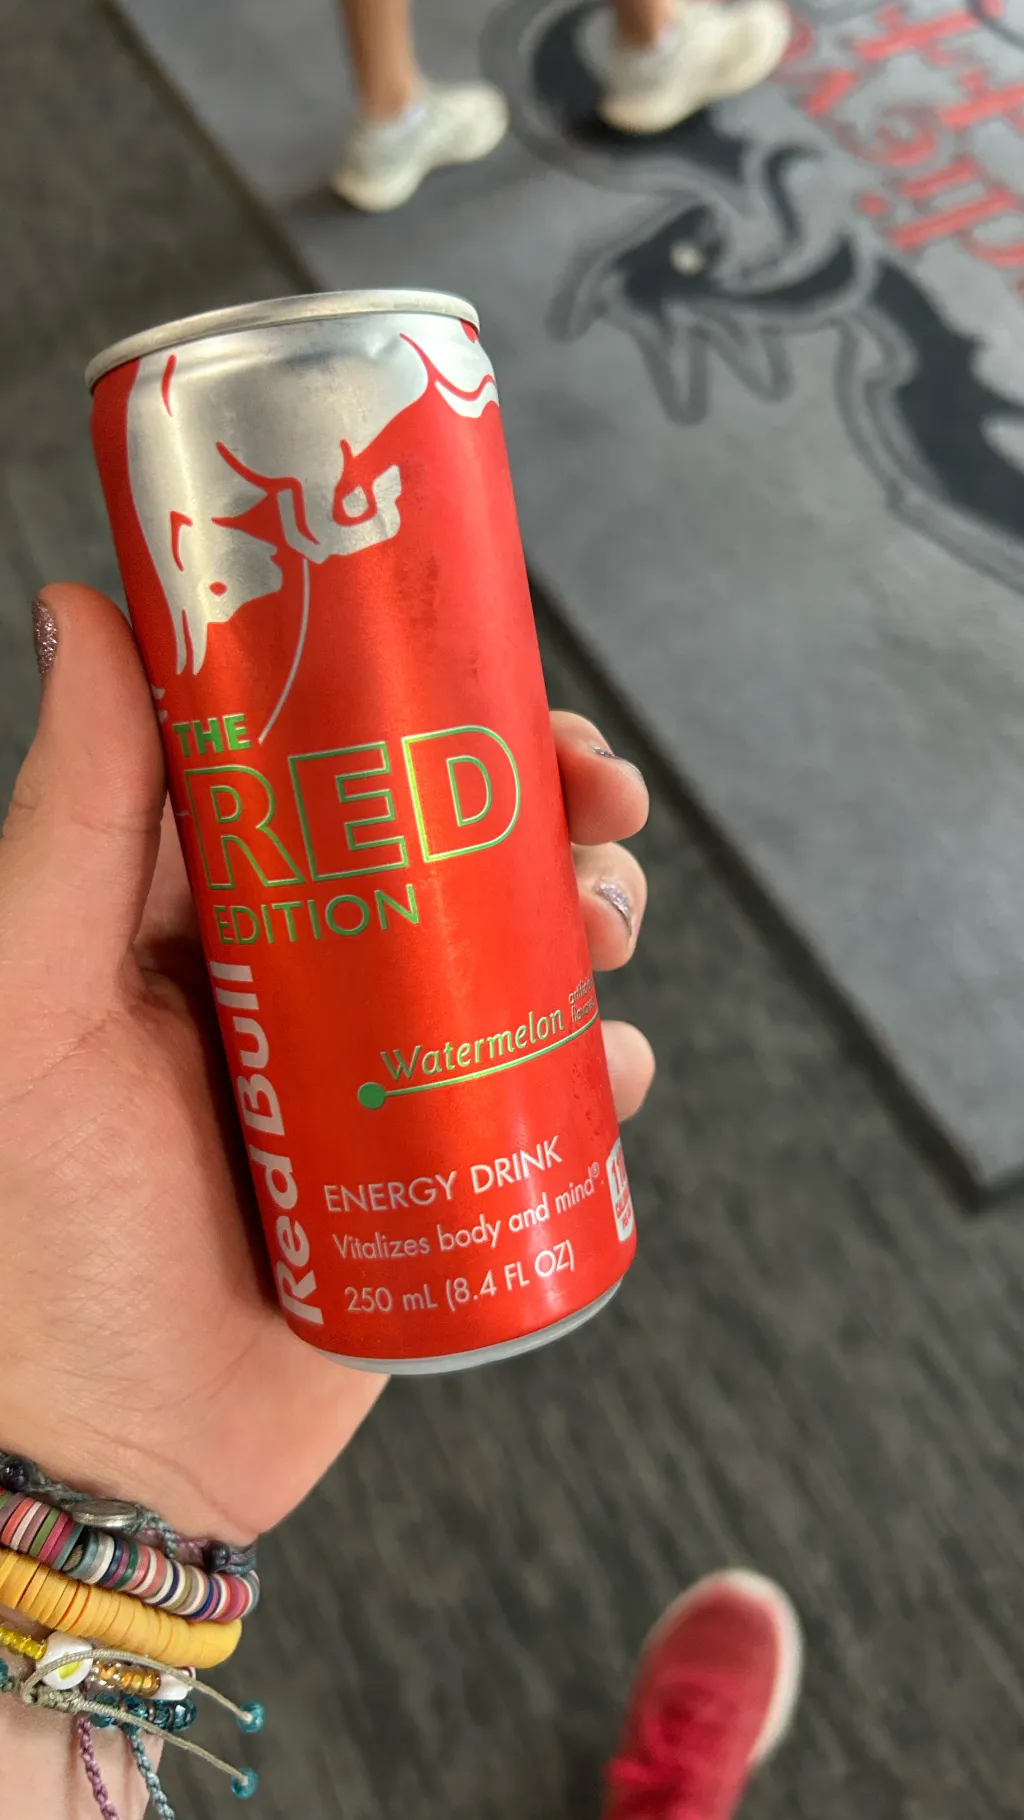 THE
RED
EDITION
Red Bull
Watermelon
ENERGY DRINK
Vitalizes body and mind®.
250 mL (8.4 FL OZ)